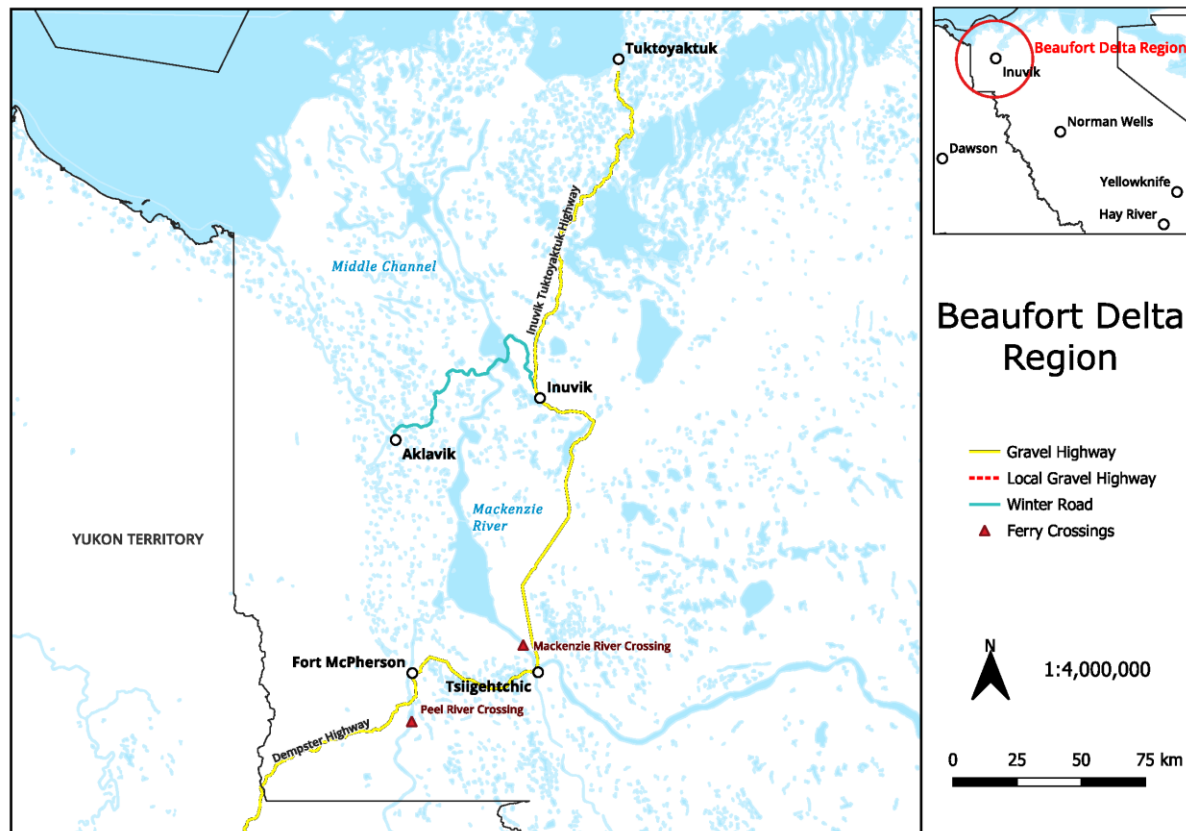 Tuktoyaktuk
Inuvik Tuktoyaktuk Highway
Middle Channel
Inuvik
Aklavik
Mackenzie
River
YUKON TERRITORY
Mackenzie River Crossing
Fort McPherson
Tsiigehtchic
Peel River Crossing
Dempster Highway
Beaufort Delta Region
Inuvik
Norman Wells
Dawson
Yellowknife
Hay River
Beaufort Delta
Region
Gravel Highway
Local Gravel Highway
Winter Road
Ferry Crossings
N
1:4,000,000
0 25 50 75 km